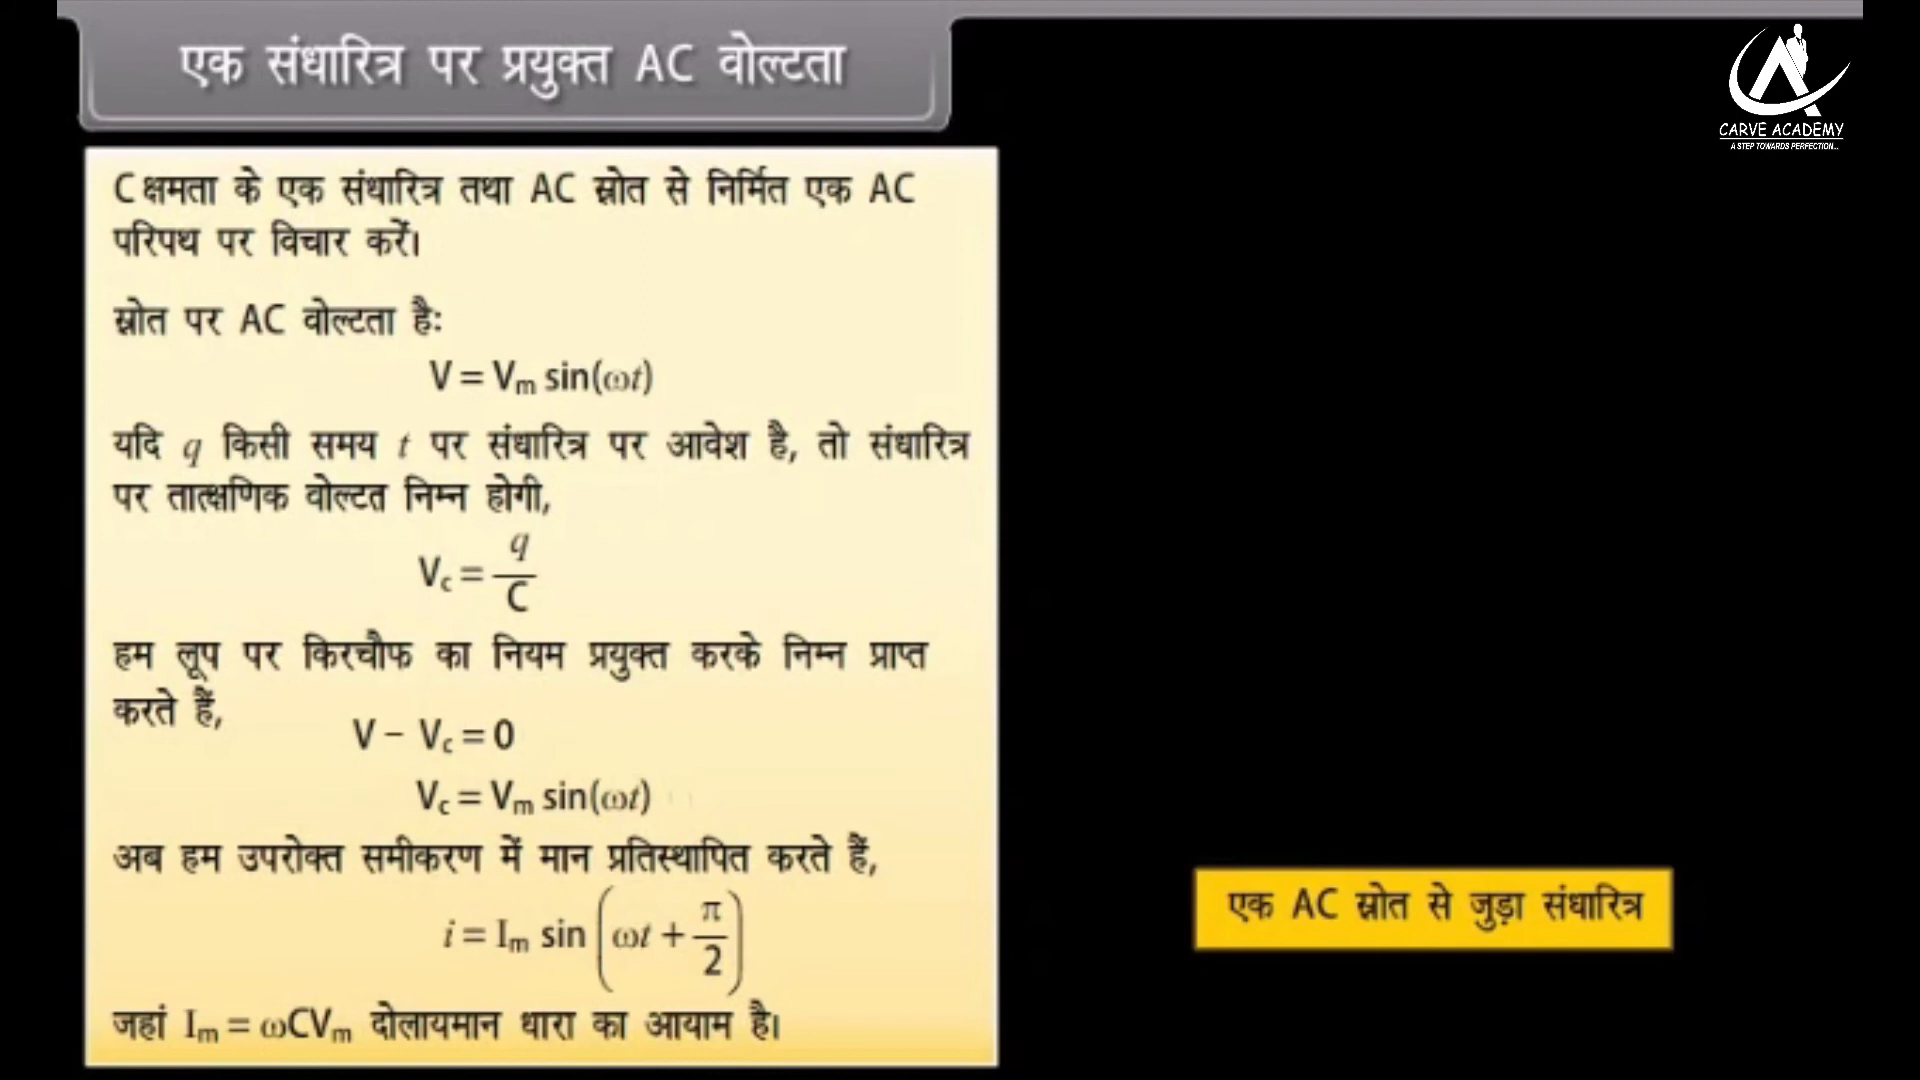 एक संधारित्र पर प्रयुक्त AC वोल्टता
CARVE ACADEMY
A STEP TOWARDS PERFECTION...
C क्षमता के एक संधारित्र तथा AC स्रोत से निर्मित एक AC
परिपथ पर विचार करें।
स्रोत पर AC वोल्टता है:
V = Vm sin(ωt)
यदि q किसी समय t पर संधारित्र पर आवेश है, तो संधारित्र
पर तात्क्षणिक वोल्टत निम्न होगी,
Vc = q/C
हम लूप पर किरचौफ का नियम प्रयुक्त करके निम्न प्राप्त
करते हैं,
V - Vc = 0
Vc = Vm sin(ωt)
अब हम उपरोक्त समीकरण में मान प्रतिस्थापित करते हैं,
i = Im sin (ωt + π/2)
जहां Im = ωCVm दोलायमान धारा का आयाम है।
एक AC स्रोत से जुड़ा संधारित्र